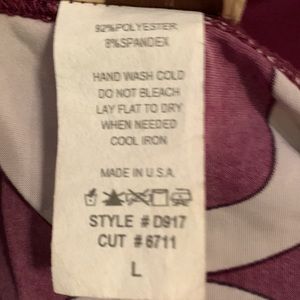 92%POLYESTER
8%SPANDEX
HAND WASH COLD
DO NOT BLEACH
LAY FLAT TO DRY
WHEN NEEDED
COOL IRON
MADE IN U.S.A.
STYLE # D917
CUT # 6711
L